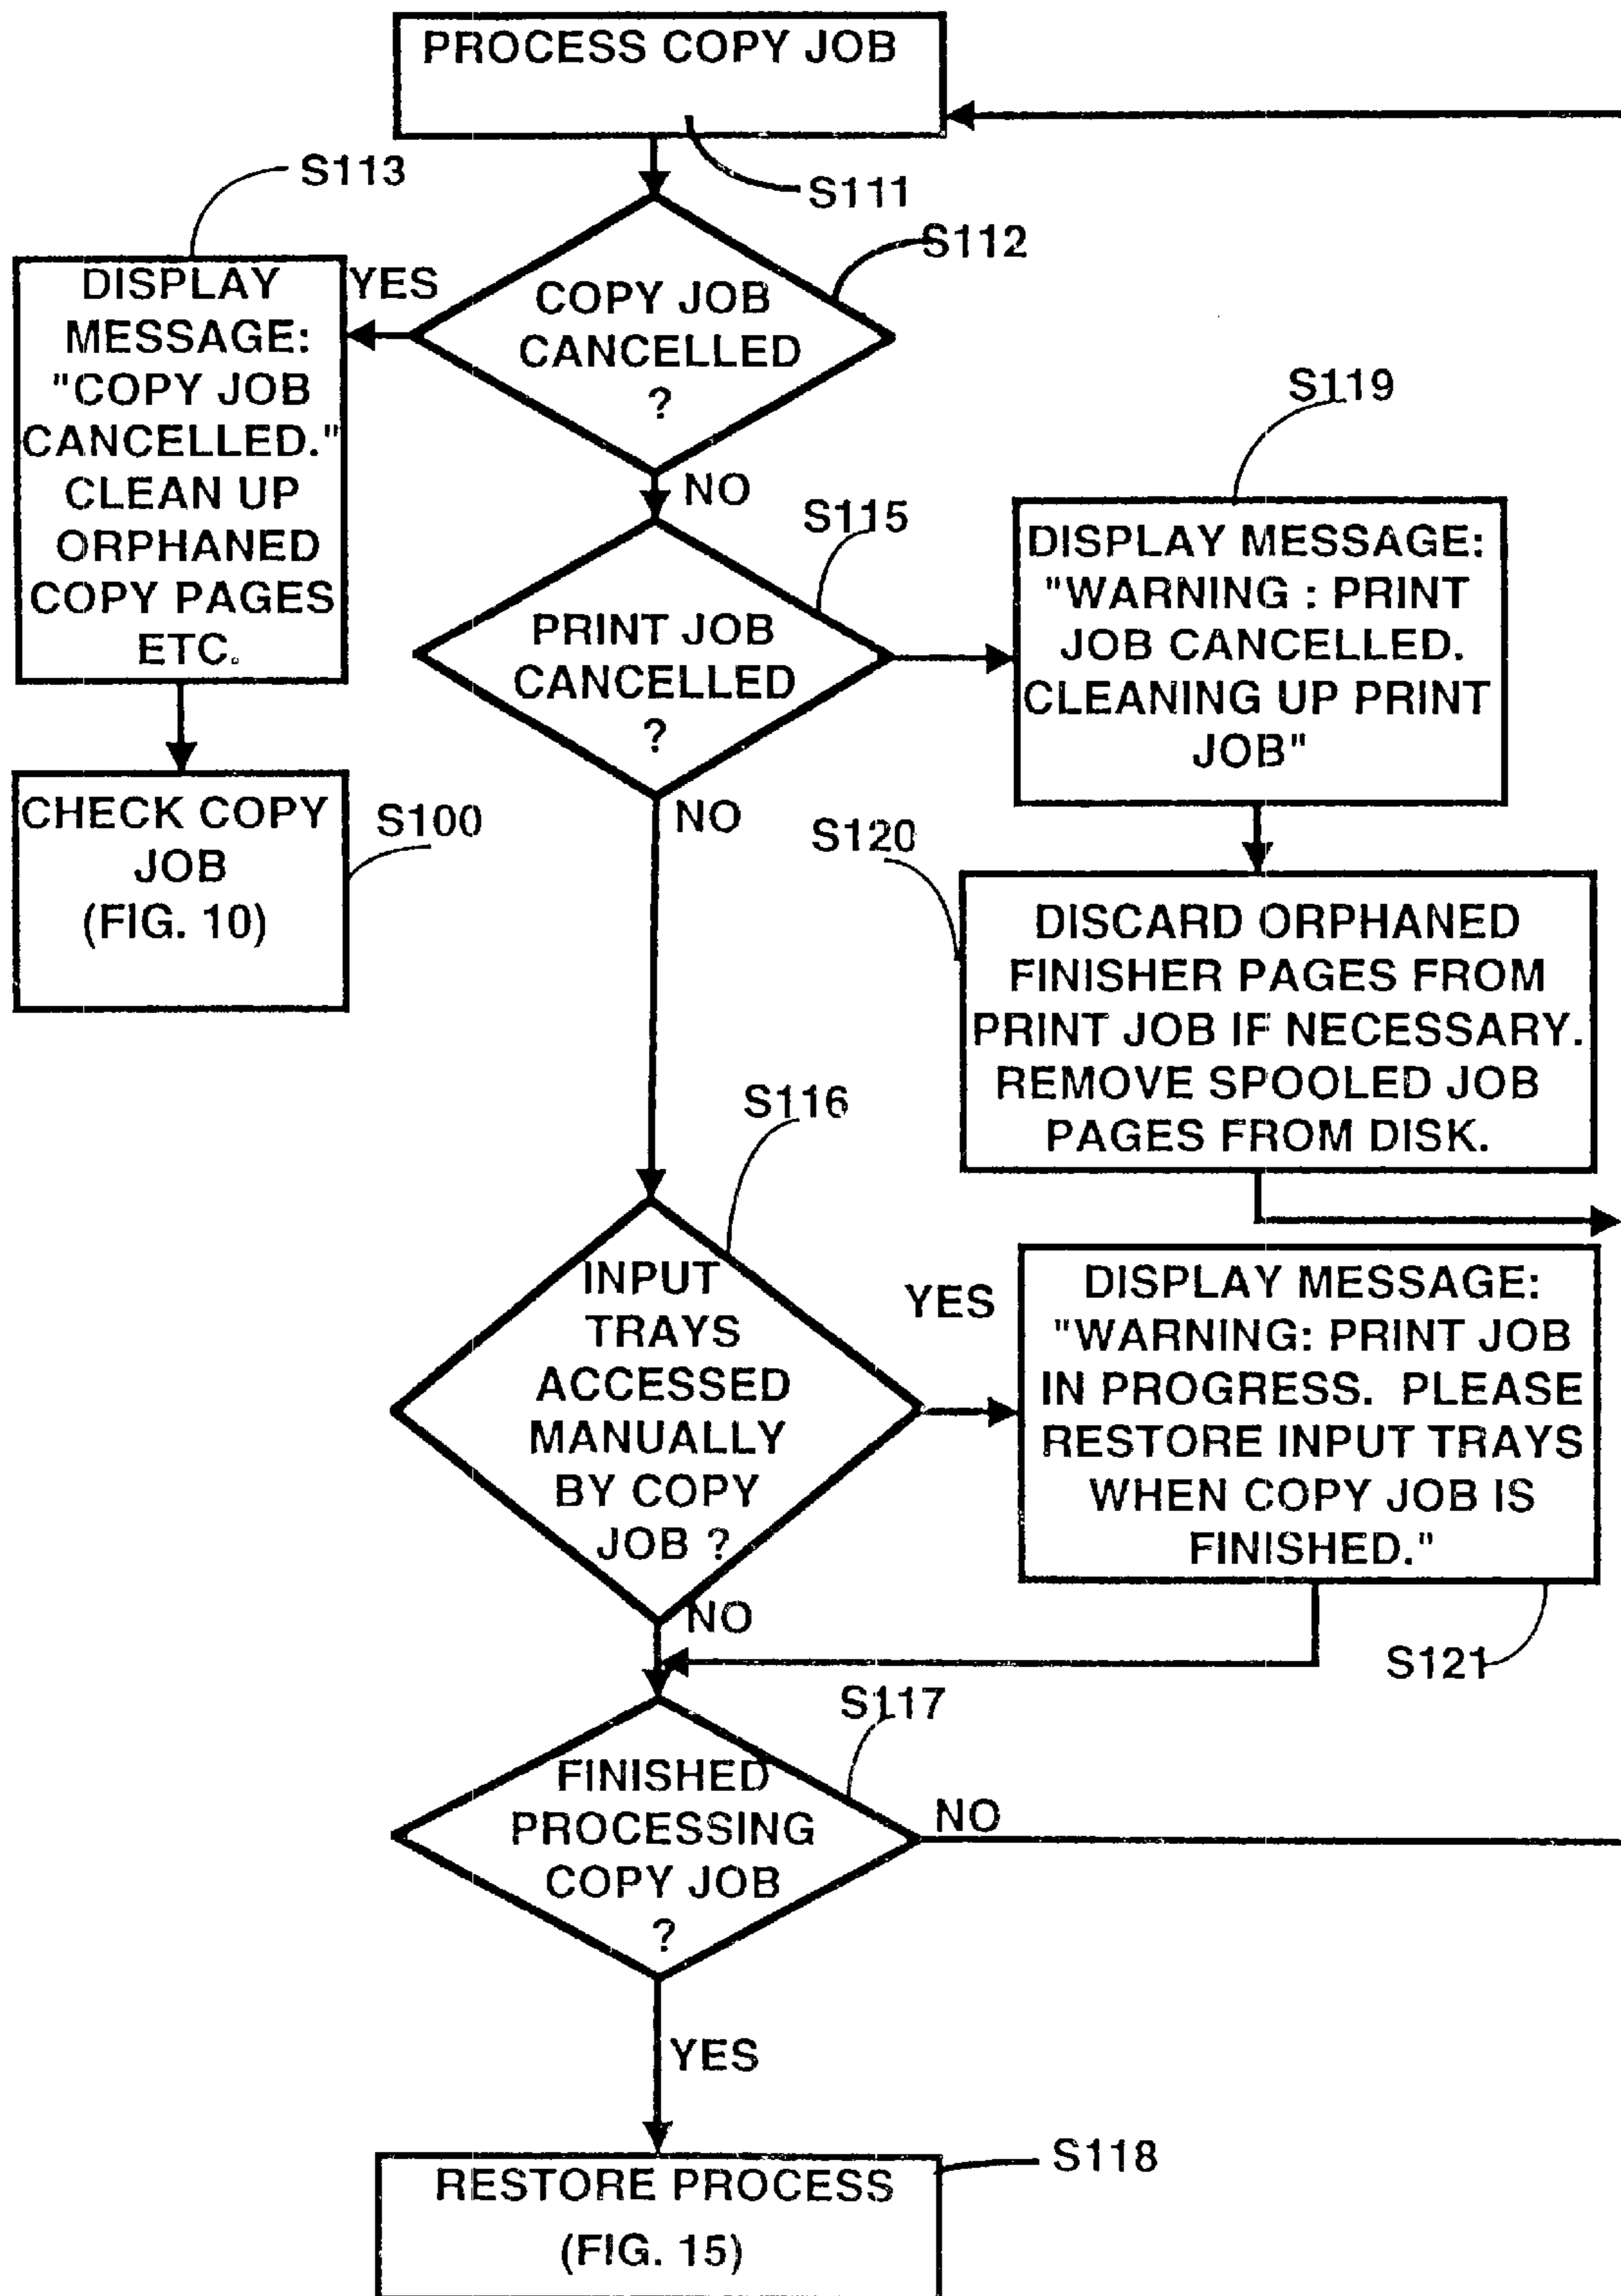 PROCESS COPY JOB
S111
S112
S113
DISPLAY
MESSAGE:
"COPY JOB
CANCELLED."
CLEAN UP
ORPHANED
COPY PAGES
ETC.
YES
COPY JOB
CANCELLED
?
NO
S115
PRINT JOB
CANCELLED
?
NO
S119
DISPLAY MESSAGE:
"WARNING : PRINT
JOB CANCELLED.
CLEANING UP PRINT
JOB"
CHECK COPY
JOB
(FIG. 10)
S100
S120
DISCARD ORPHANED
FINISHER PAGES FROM
PRINT JOB IF NECESSARY.
REMOVE SPOOLED JOB
PAGES FROM DISK.
S116
INPUT
TRAYS
ACCESSED
MANUALLY
BY COPY
JOB ?
YES
DISPLAY MESSAGE:
"WARNING: PRINT JOB
IN PROGRESS. PLEASE
RESTORE INPUT TRAYS
WHEN COPY JOB IS
FINISHED."
NO
S121
S117
FINISHED
PROCESSING
COPY JOB
?
NO
YES
S118
RESTORE PROCESS
(FIG. 15)